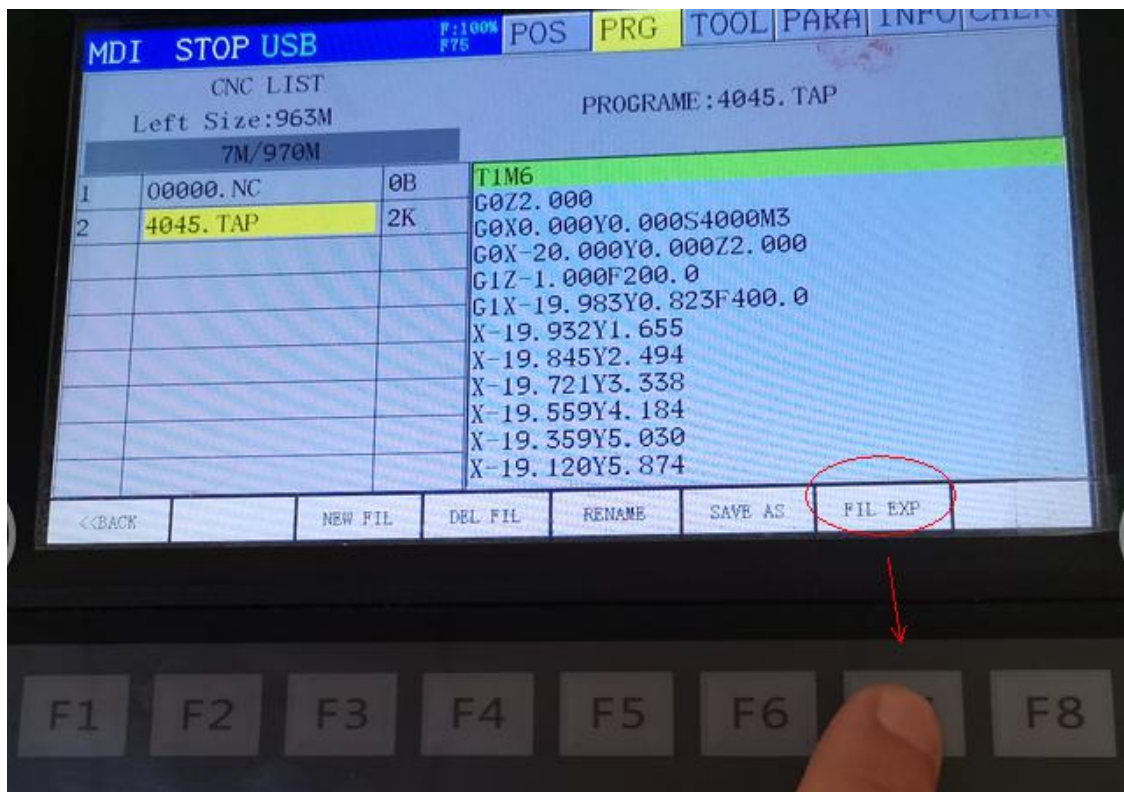 MDI STOP USB F:100% F75 POS PRG TOOL PARA INFO
CNC LIST
Left Size:963M
PROGRAME:4045.TAP
7M/970M
1 00000.NC 0B
2 4045.TAP 2K
T1M6
G0Z2.000
G0X0.000Y0.000S4000M3
G0X-20.000Y0.000Z2.000
G1Z-1.000F200.0
G1X-19.983Y0.823F400.0
X-19.932Y1.655
X-19.845Y2.494
X-19.721Y3.338
X-19.559Y4.184
X-19.359Y5.030
X-19.120Y5.874
<<BACK NEW FIL DEL FIL RENAME SAVE AS FIL EXP
F1 F2 F3 F4 F5 F6 F8